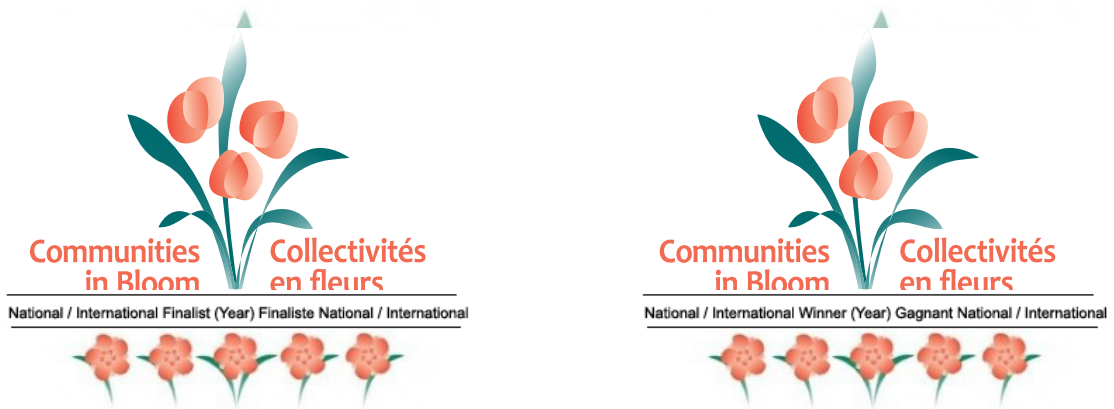 Communities
in Bloom
Collectivités
en fleurs
National / International Finalist (Year) Finaliste National / International
Communities
in Bloom
Collectivités
en fleurs
National / International Winner (Year) Gagnant National / International